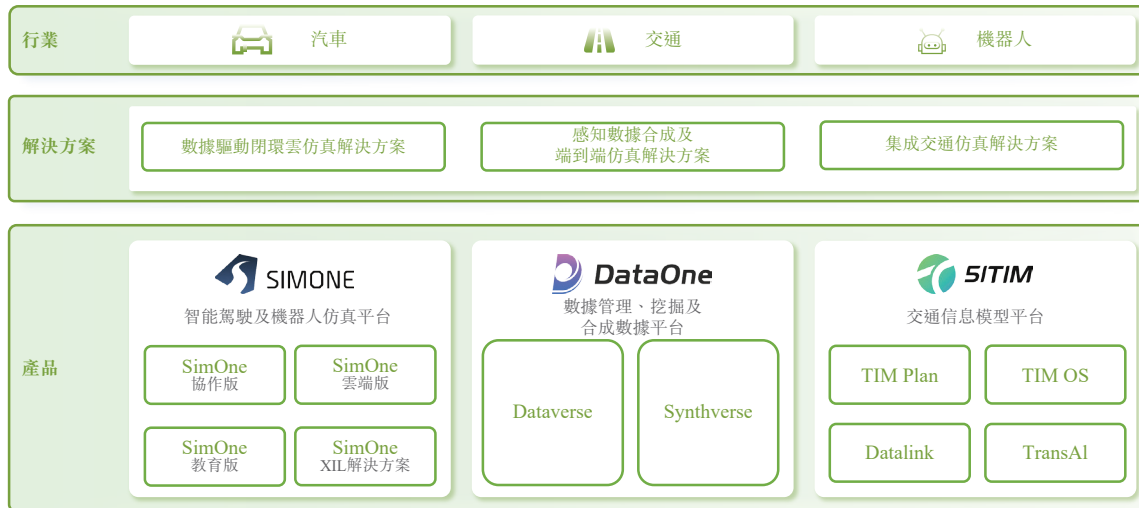 行業
汽車
交通
機器人
解決方案
數據驅動閉環雲仿真解決方案
感知數據合成及
端到端仿真解決方案
集成交通仿真解決方案
產品
SIMONE
智能駕駛及機器人仿真平台
SimOne
協作版
SimOne
雲端版
SimOne
教育版
SimOne
XIL解決方案
DataOne
數據管理、挖掘及
合成數據平台
Dataverse
Synthverse
51TIM
交通信息模型平台
TIM Plan
TIM OS
Datalink
TransAl